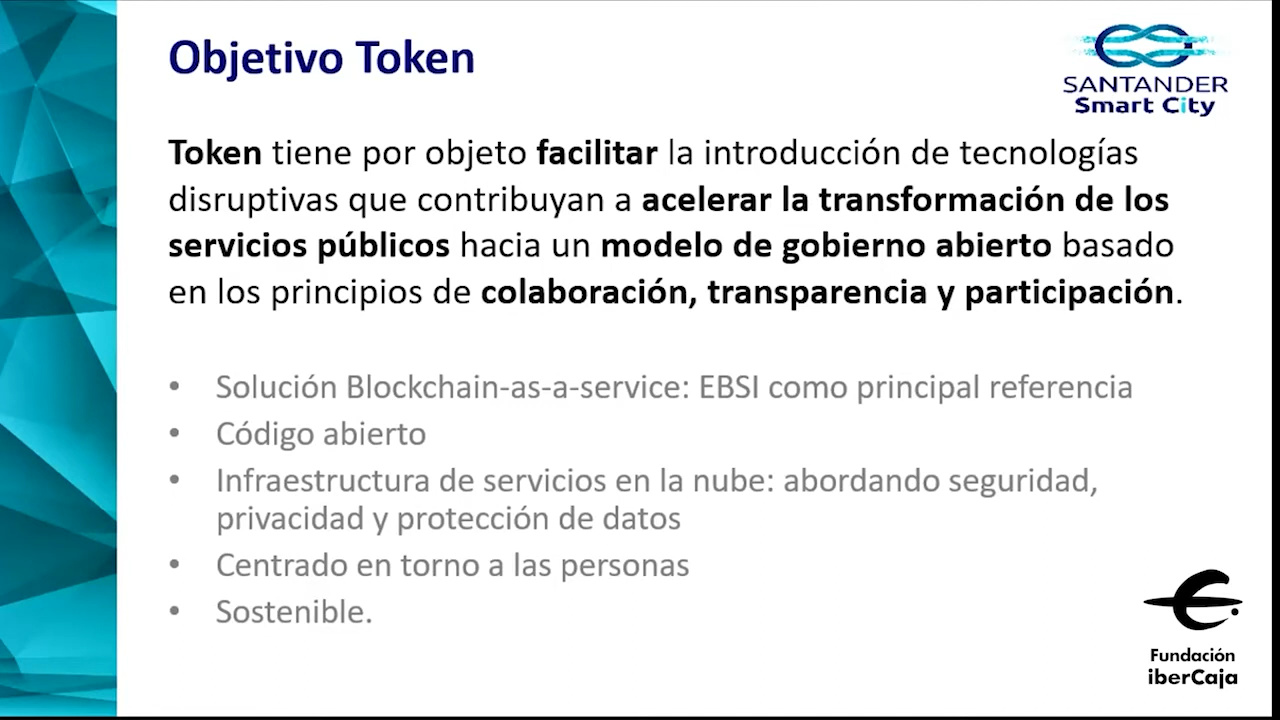 Objetivo Token
SANTANDER
Smart City
Token tiene por objeto facilitar la introducción de tecnologías
disruptivas que contribuyan a acelerar la transformación de los
servicios públicos hacia un modelo de gobierno abierto basado
en los principios de colaboración, transparencia y participación.
• Solución Blockchain-as-a-service: EBSI como principal referencia
• Código abierto
• Infraestructura de servicios en la nube: abordando seguridad,
privacidad y protección de datos
• Centrado en torno a las personas
• Sostenible.
Fundación
iberCaja